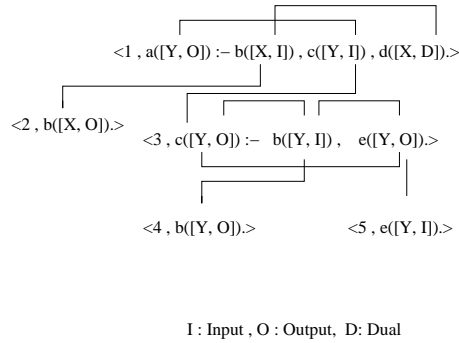 <1 , a([Y, O]) :– b([X, I]) , c([Y, I]) , d([X, D]).>
<2 , b([X, O]).>
<3 , c([Y, O]) :– b([Y, I]) , e([Y, O]).>
<4 , b([Y, O]).>
<5 , e([Y, I]).>
I : Input , O : Output, D: Dual